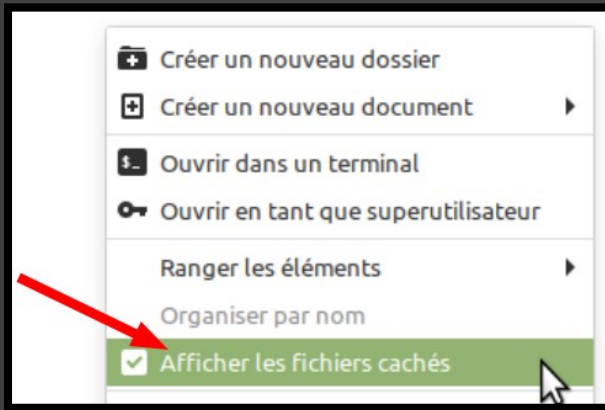 Créer un nouveau dossier
Créer un nouveau document
$_
Ouvrir dans un terminal
Ouvrir en tant que superutilisateur
Ranger les éléments
Organiser par nom
Afficher les fichiers cachés